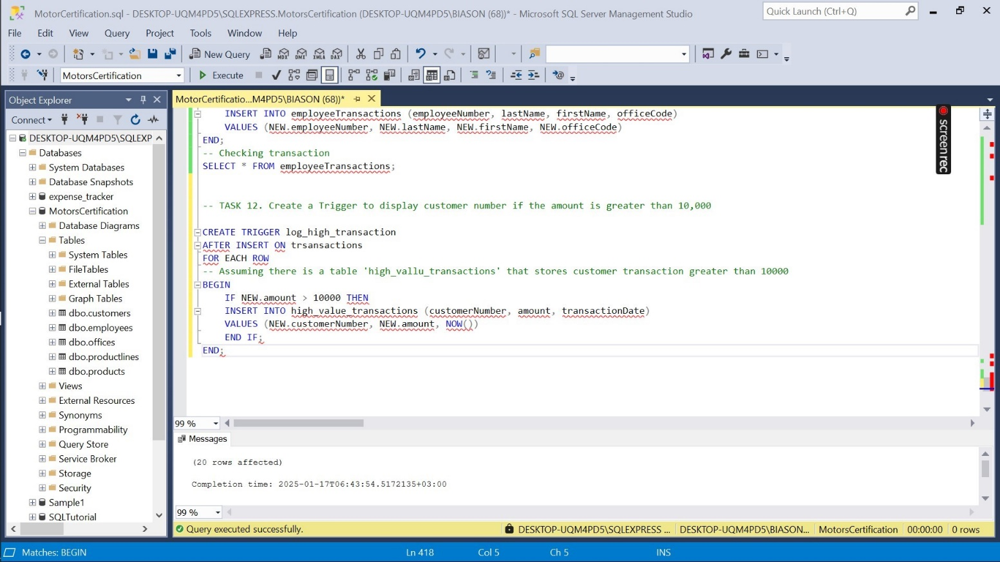 MotorCertification.sql - DESKTOP-UQM4PD5\SQLEXPRESS.MotorsCertification (DESKTOP-UQM4PD5\BIASON (68))* - Microsoft SQL Server Management Studio
Quick Launch (Ctrl+Q)
File Edit View Query Project Tools Window Help
New Query
MDX DMX XMLA DAX
MotorsCertification
Execute
Object Explorer
MotorCertificatio...M4PD5\BIASON (68))*
Connect
DESKTOP-UQM4PD5\SQLEXP
Databases
System Databases
Database Snapshots
expense_tracker
MotorsCertification
Database Diagrams
Tables
System Tables
FileTables
External Tables
Graph Tables
dbo.customers
dbo.employees
dbo.offices
dbo.productlines
dbo.products
Views
External Resources
Synonyms
Programmability
Query Store
Service Broker
Storage
Security
Sample1
SQLTutorial
INSERT INTO employeeTransactions (employeeNumber, lastName, firstName, officeCode)
VALUES (NEW.employeeNumber, NEW.lastName, NEW.firstName, NEW.officeCode)
END;
-- Checking transaction
SELECT * FROM employeeTransactions;
-- TASK 12. Create a Trigger to display customer number if the amount is greater than 10,000
CREATE TRIGGER log_high_transaction
AFTER INSERT ON trsansactions
FOR EACH ROW
-- Assuming there is a table 'high_vallu_transactions' that stores customer transaction greater than 10000
BEGIN
IF NEW.amount > 10000 THEN
INSERT INTO high_value_transactions (customerNumber, amount, transactionDate)
VALUES (NEW.customerNumber, NEW.amount, NOW())
END IF;
END;
screenrec
99 %
Messages
(20 rows affected)
Completion time: 2025-01-17T06:43:54.5172135+03:00
99 %
Query executed successfully.
DESKTOP-UQM4PD5\SQLEXPRESS ...
DESKTOP-UQM4PD5\BIASON...
MotorsCertification
00:00:00
0 rows
Matches: BEGIN
Ln 418
Col 5
Ch 5
INS